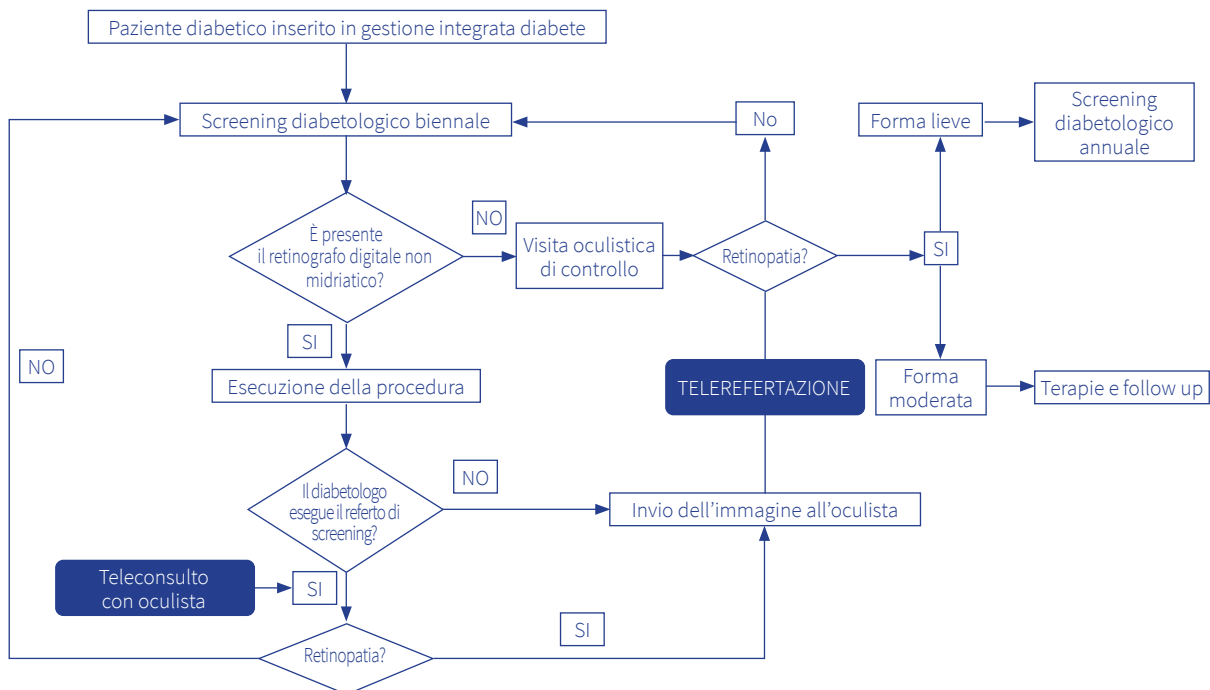 Paziente diabetico inserito in gestione integrata diabete
Screening diabetologico biennale
No
Forma lieve
Screening
diabetologico
annuale
È presente
il retinografo digitale non
midriatico?
NO
Visita oculistica
di controllo
Retinopatia?
SI
SI
NO
Esecuzione della procedura
TELEREFERTAZIONE
Forma
moderata
Terapie e follow up
Il diabetologo
esegue il referto di
screening?
NO
Invio dell’immagine all’oculista
Teleconsulto
con oculista
SI
SI
Retinopatia?